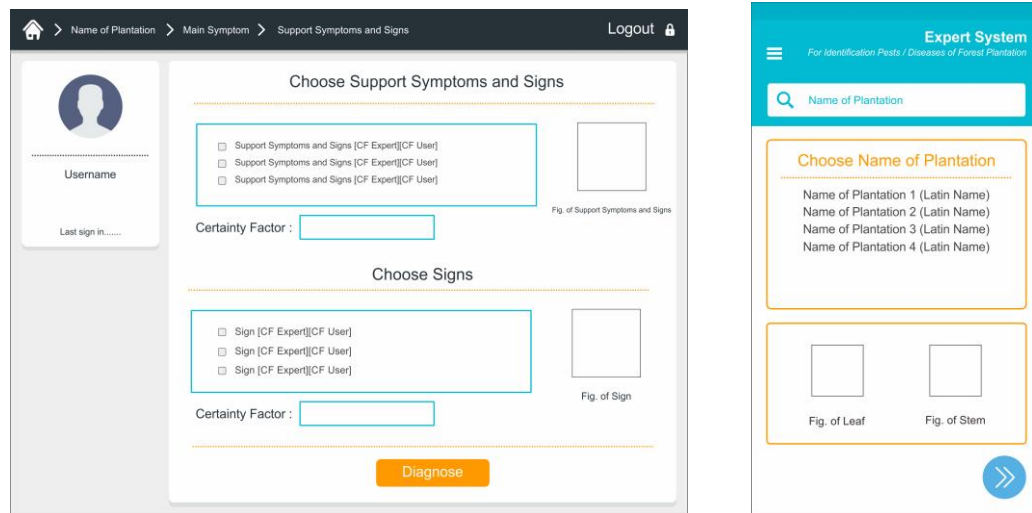 Name of Plantation
Main Symptom
Support Symptoms and Signs
Logout
Username
Last sign in.......
Choose Support Symptoms and Signs
Support Symptoms and Signs [CF Expert][CF User]
Support Symptoms and Signs [CF Expert][CF User]
Support Symptoms and Signs [CF Expert][CF User]
Fig. of Support Symptoms and Signs
Certainty Factor :
Choose Signs
Sign [CF Expert][CF User]
Sign [CF Expert][CF User]
Sign [CF Expert][CF User]
Fig. of Sign
Certainty Factor :
Diagnose
Expert System
For Identification Pests / Diseases of Forest Plantation
Name of Plantation
Choose Name of Plantation
Name of Plantation 1 (Latin Name)
Name of Plantation 2 (Latin Name)
Name of Plantation 3 (Latin Name)
Name of Plantation 4 (Latin Name)
Fig. of Leaf
Fig. of Stem